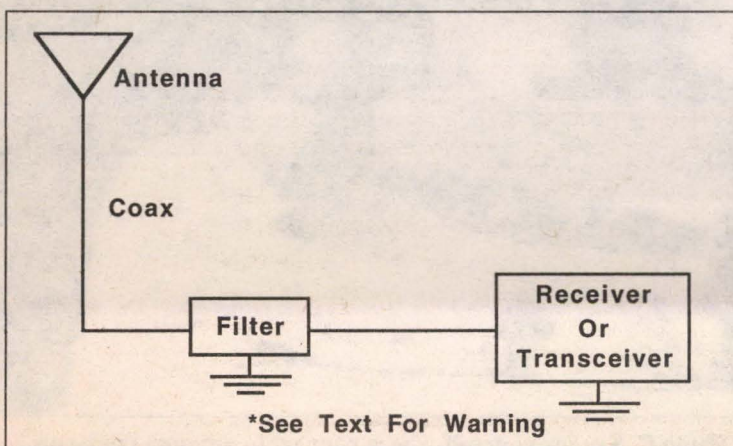 Antenna
Coax
Filter
Receiver
Or
Transceiver
*See Text For Warning